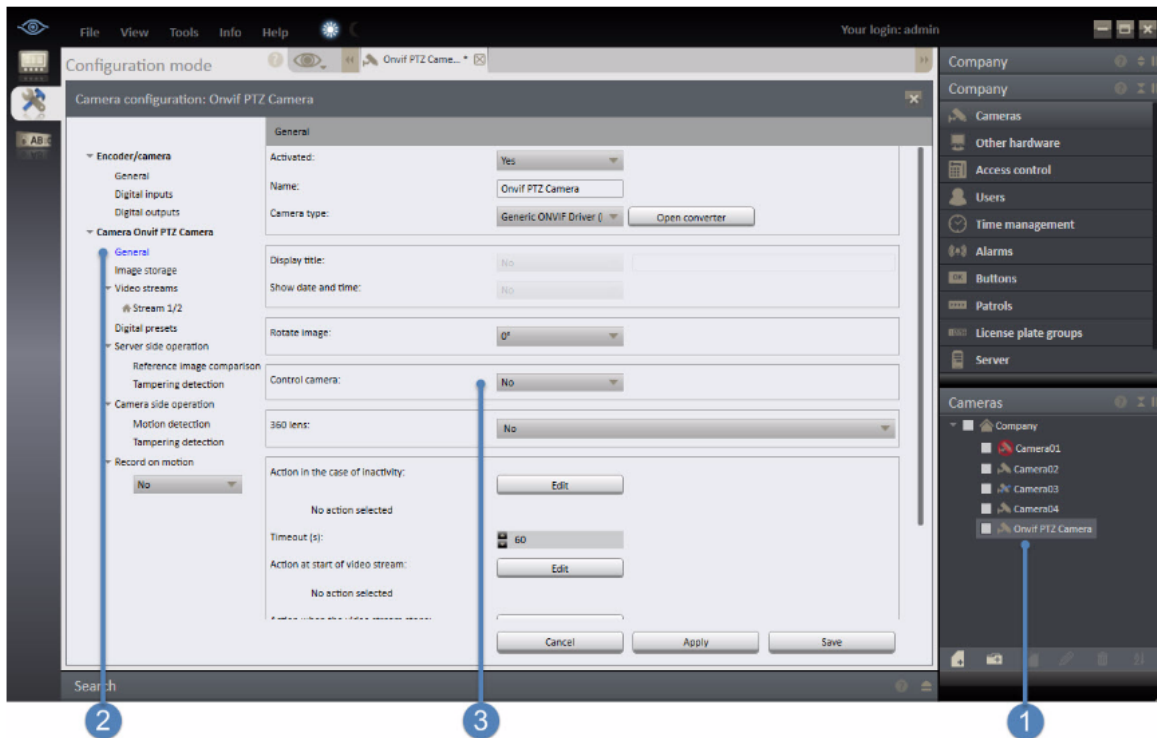 File View Tools Info Help Your login: admin
Configuration mode
Onvif PTZ Came... *
Camera configuration: Onvif PTZ Camera
Encoder/camera
General
Digital inputs
Digital outputs
Camera Onvif PTZ Camera
General
Image storage
Video streams
Stream 1/2
Digital presets
Server side operation
Reference image comparison
Tampering detection
Camera side operation
Motion detection
Tampering detection
Record on motion
No
General
Activated: Yes
Name: Onvif PTZ Camera
Camera type: Generic ONVIF Driver ( Open converter
Display title: No
Show date and time: No
Rotate image: 0°
Control camera: No
360 lens: No
Action in the case of inactivity: Edit
No action selected
Timeout (s): 60
Action at start of video stream: Edit
No action selected
Action when the video stream stops:
Cancel Apply Save
Search
Company
Company
Cameras
Other hardware
Access control
Users
Time management
Alarms
OK Buttons
Patrols
License plate groups
Server
Cameras
Company
Camera01
Camera02
Camera03
Camera04
Onvif PTZ Camera
2 3 1